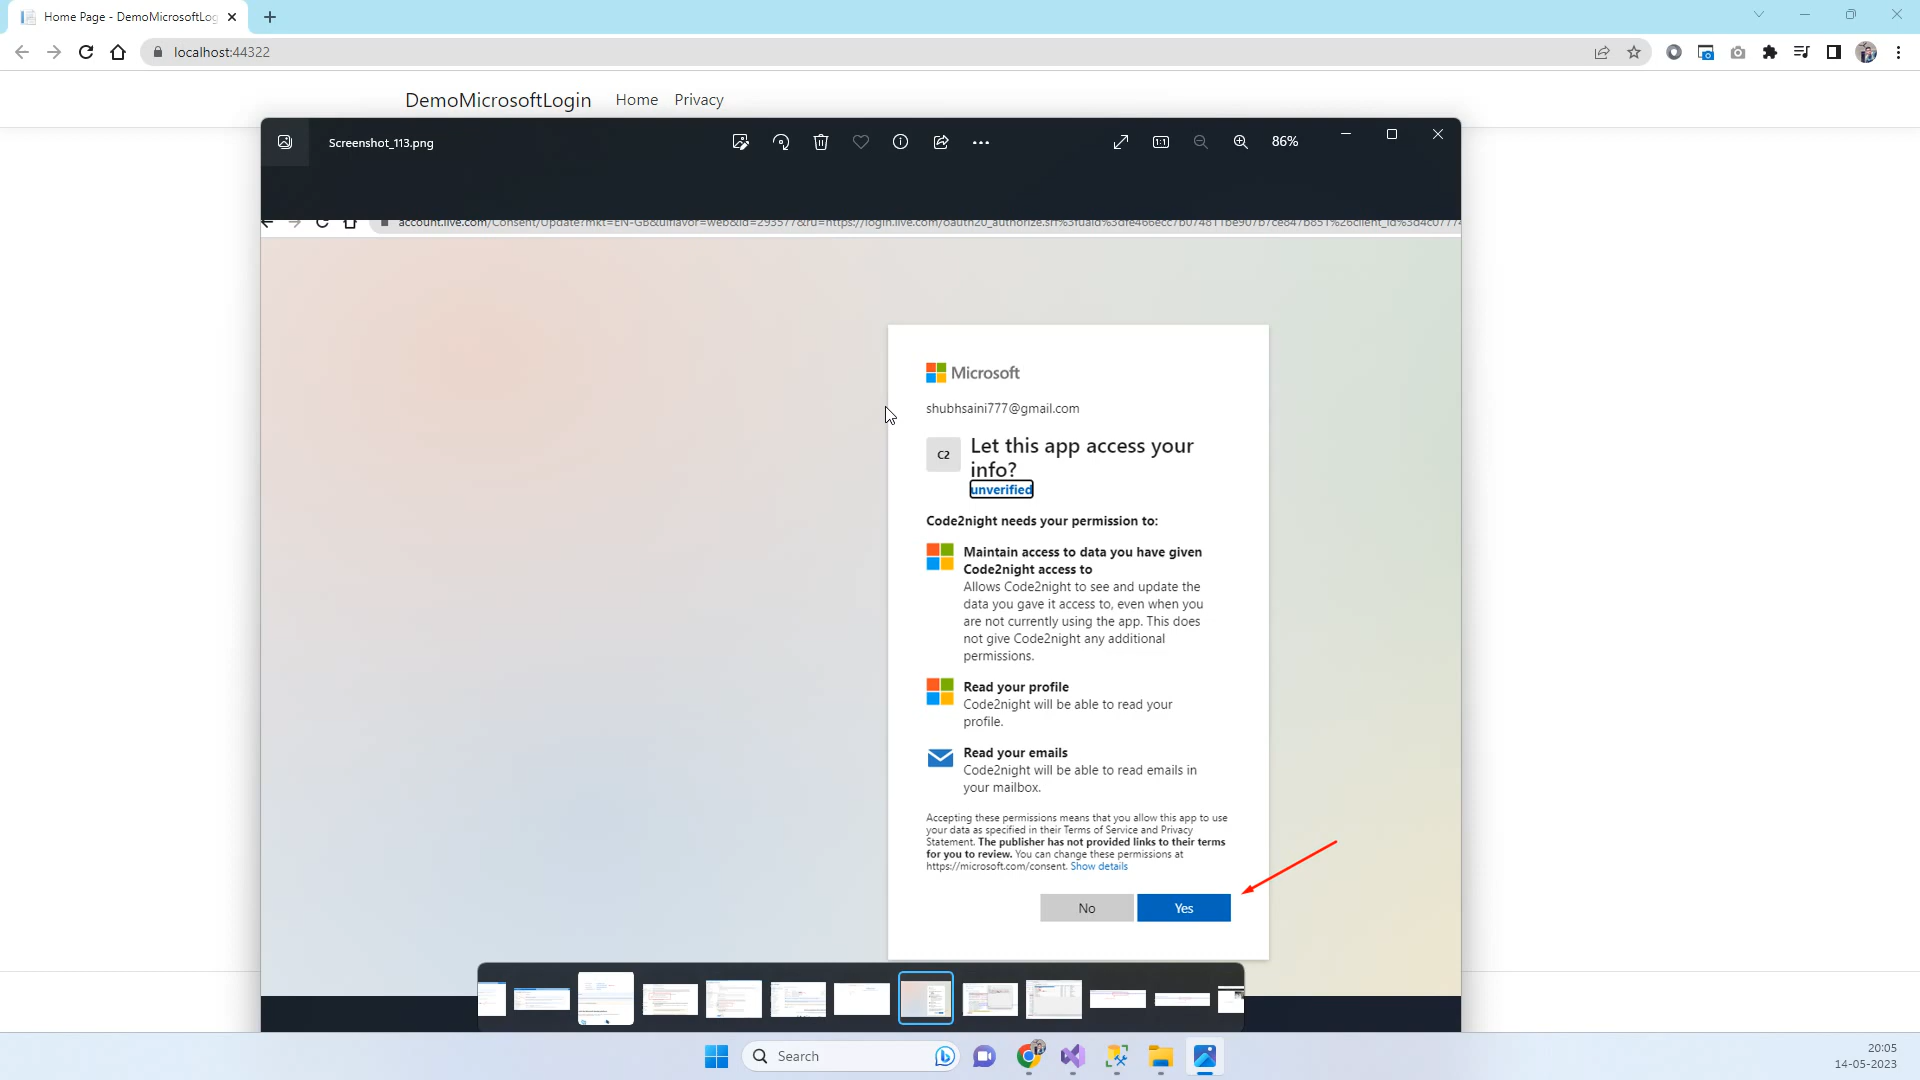 Home Page - DemoMicrosoftLog
localhost:44322
DemoMicrosoftLogin Home Privacy
Screenshot_113.png
1:1
86%
Microsoft
shubhsaini777@gmail.com
C2
Let this app access your
info?
unverified
Code2night needs your permission to:
Maintain access to data you have given
Code2night access to
Allows Code2night to see and update the
data you gave it access to, even when you
are not currently using the app. This does
not give Code2night any additional
permissions.
Read your profile
Code2night will be able to read your
profile.
Read your emails
Code2night will be able to read emails in
your mailbox.
Accepting these permissions means that you allow this app to use
your data as specified in their Terms of Service and Privacy
Statement. The publisher has not provided links to their terms
for you to review. You can change these permissions at
https://microsoft.com/consent. Show details
No Yes
Search
20:05
14-05-2023